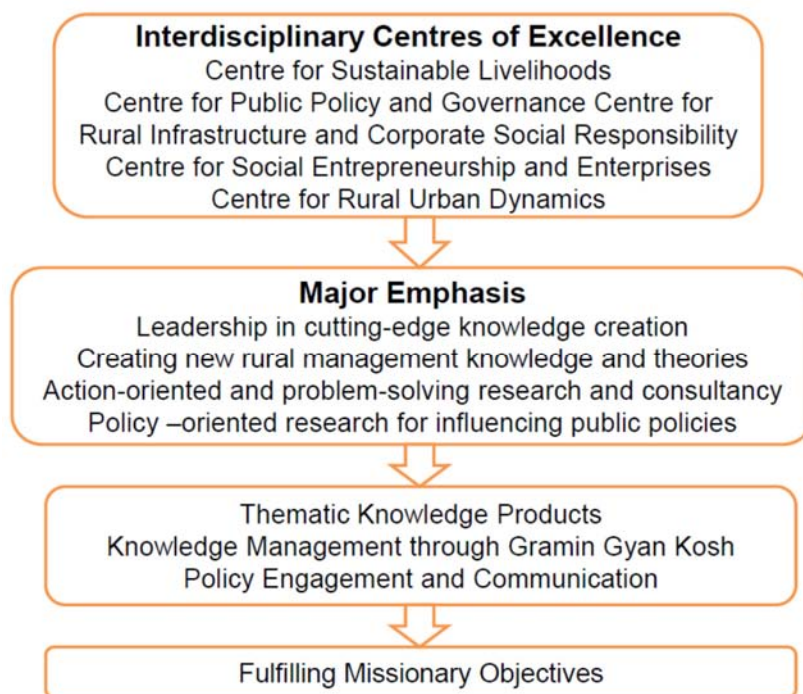 Interdisciplinary Centres of Excellence
Centre for Sustainable Livelihoods
Centre for Public Policy and Governance Centre for
Rural Infrastructure and Corporate Social Responsibility
Centre for Social Entrepreneurship and Enterprises
Centre for Rural Urban Dynamics
Major Emphasis
Leadership in cutting-edge knowledge creation
Creating new rural management knowledge and theories
Action-oriented and problem-solving research and consultancy
Policy –oriented research for influencing public policies
Thematic Knowledge Products
Knowledge Management through Gramin Gyan Kosh
Policy Engagement and Communication
Fulfilling Missionary Objectives